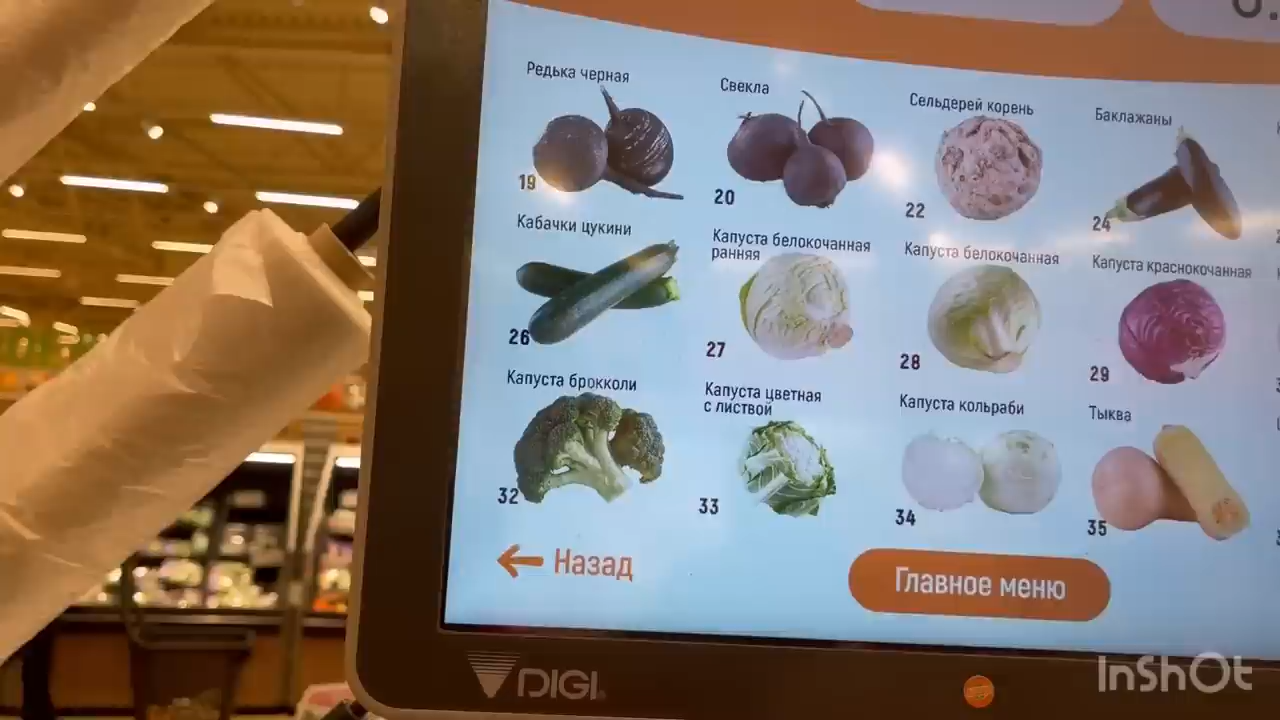 Редька черная
19
Свекла
20
Сельдерей корень
22
Баклажаны
24
Кабачки цукини
26
Капуста белокочанная
ранняя
27
Капуста белокочанная
28
Капуста краснокочанная
29
Капуста брокколи
32
Капуста цветная
с листвой
33
Капуста кольраби
34
Тыква
35
Назад
Главное меню
DIGI
InShOt